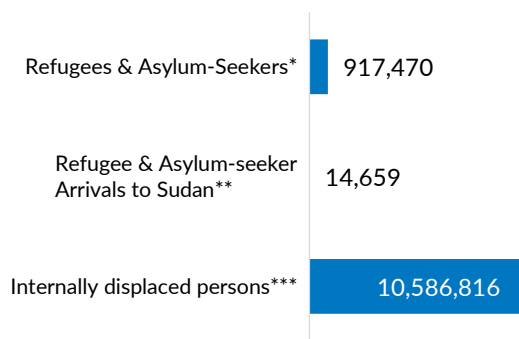 Refugees & Asylum-Seekers* 917,470
Refugee & Asylum-seeker
Arrivals to Sudan** 14,659
Internally displaced persons*** 10,586,816